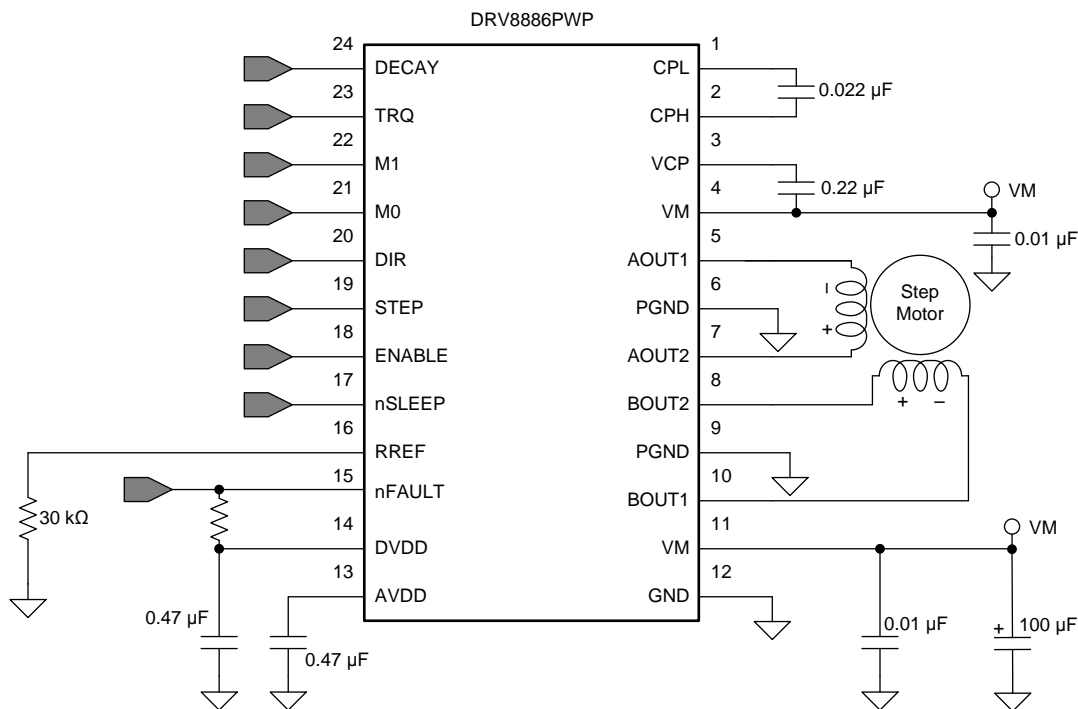 DRV8886PWP
24
DECAY
23
TRQ
22
M1
21
M0
20
DIR
19
STEP
18
ENABLE
17
nSLEEP
16
RREF
15
nFAULT
14
DVDD
13
AVDD
30 kΩ
0.47 µF
0.47 µF
1
CPL
2
CPH
3
VCP
4
VM
5
AOUT1
6
PGND
7
AOUT2
8
BOUT2
9
PGND
10
BOUT1
11
VM
12
GND
0.022 µF
0.22 µF
VM
0.01 µF
–
+
Step
Motor
+ –
VM
0.01 µF
+
100 µF